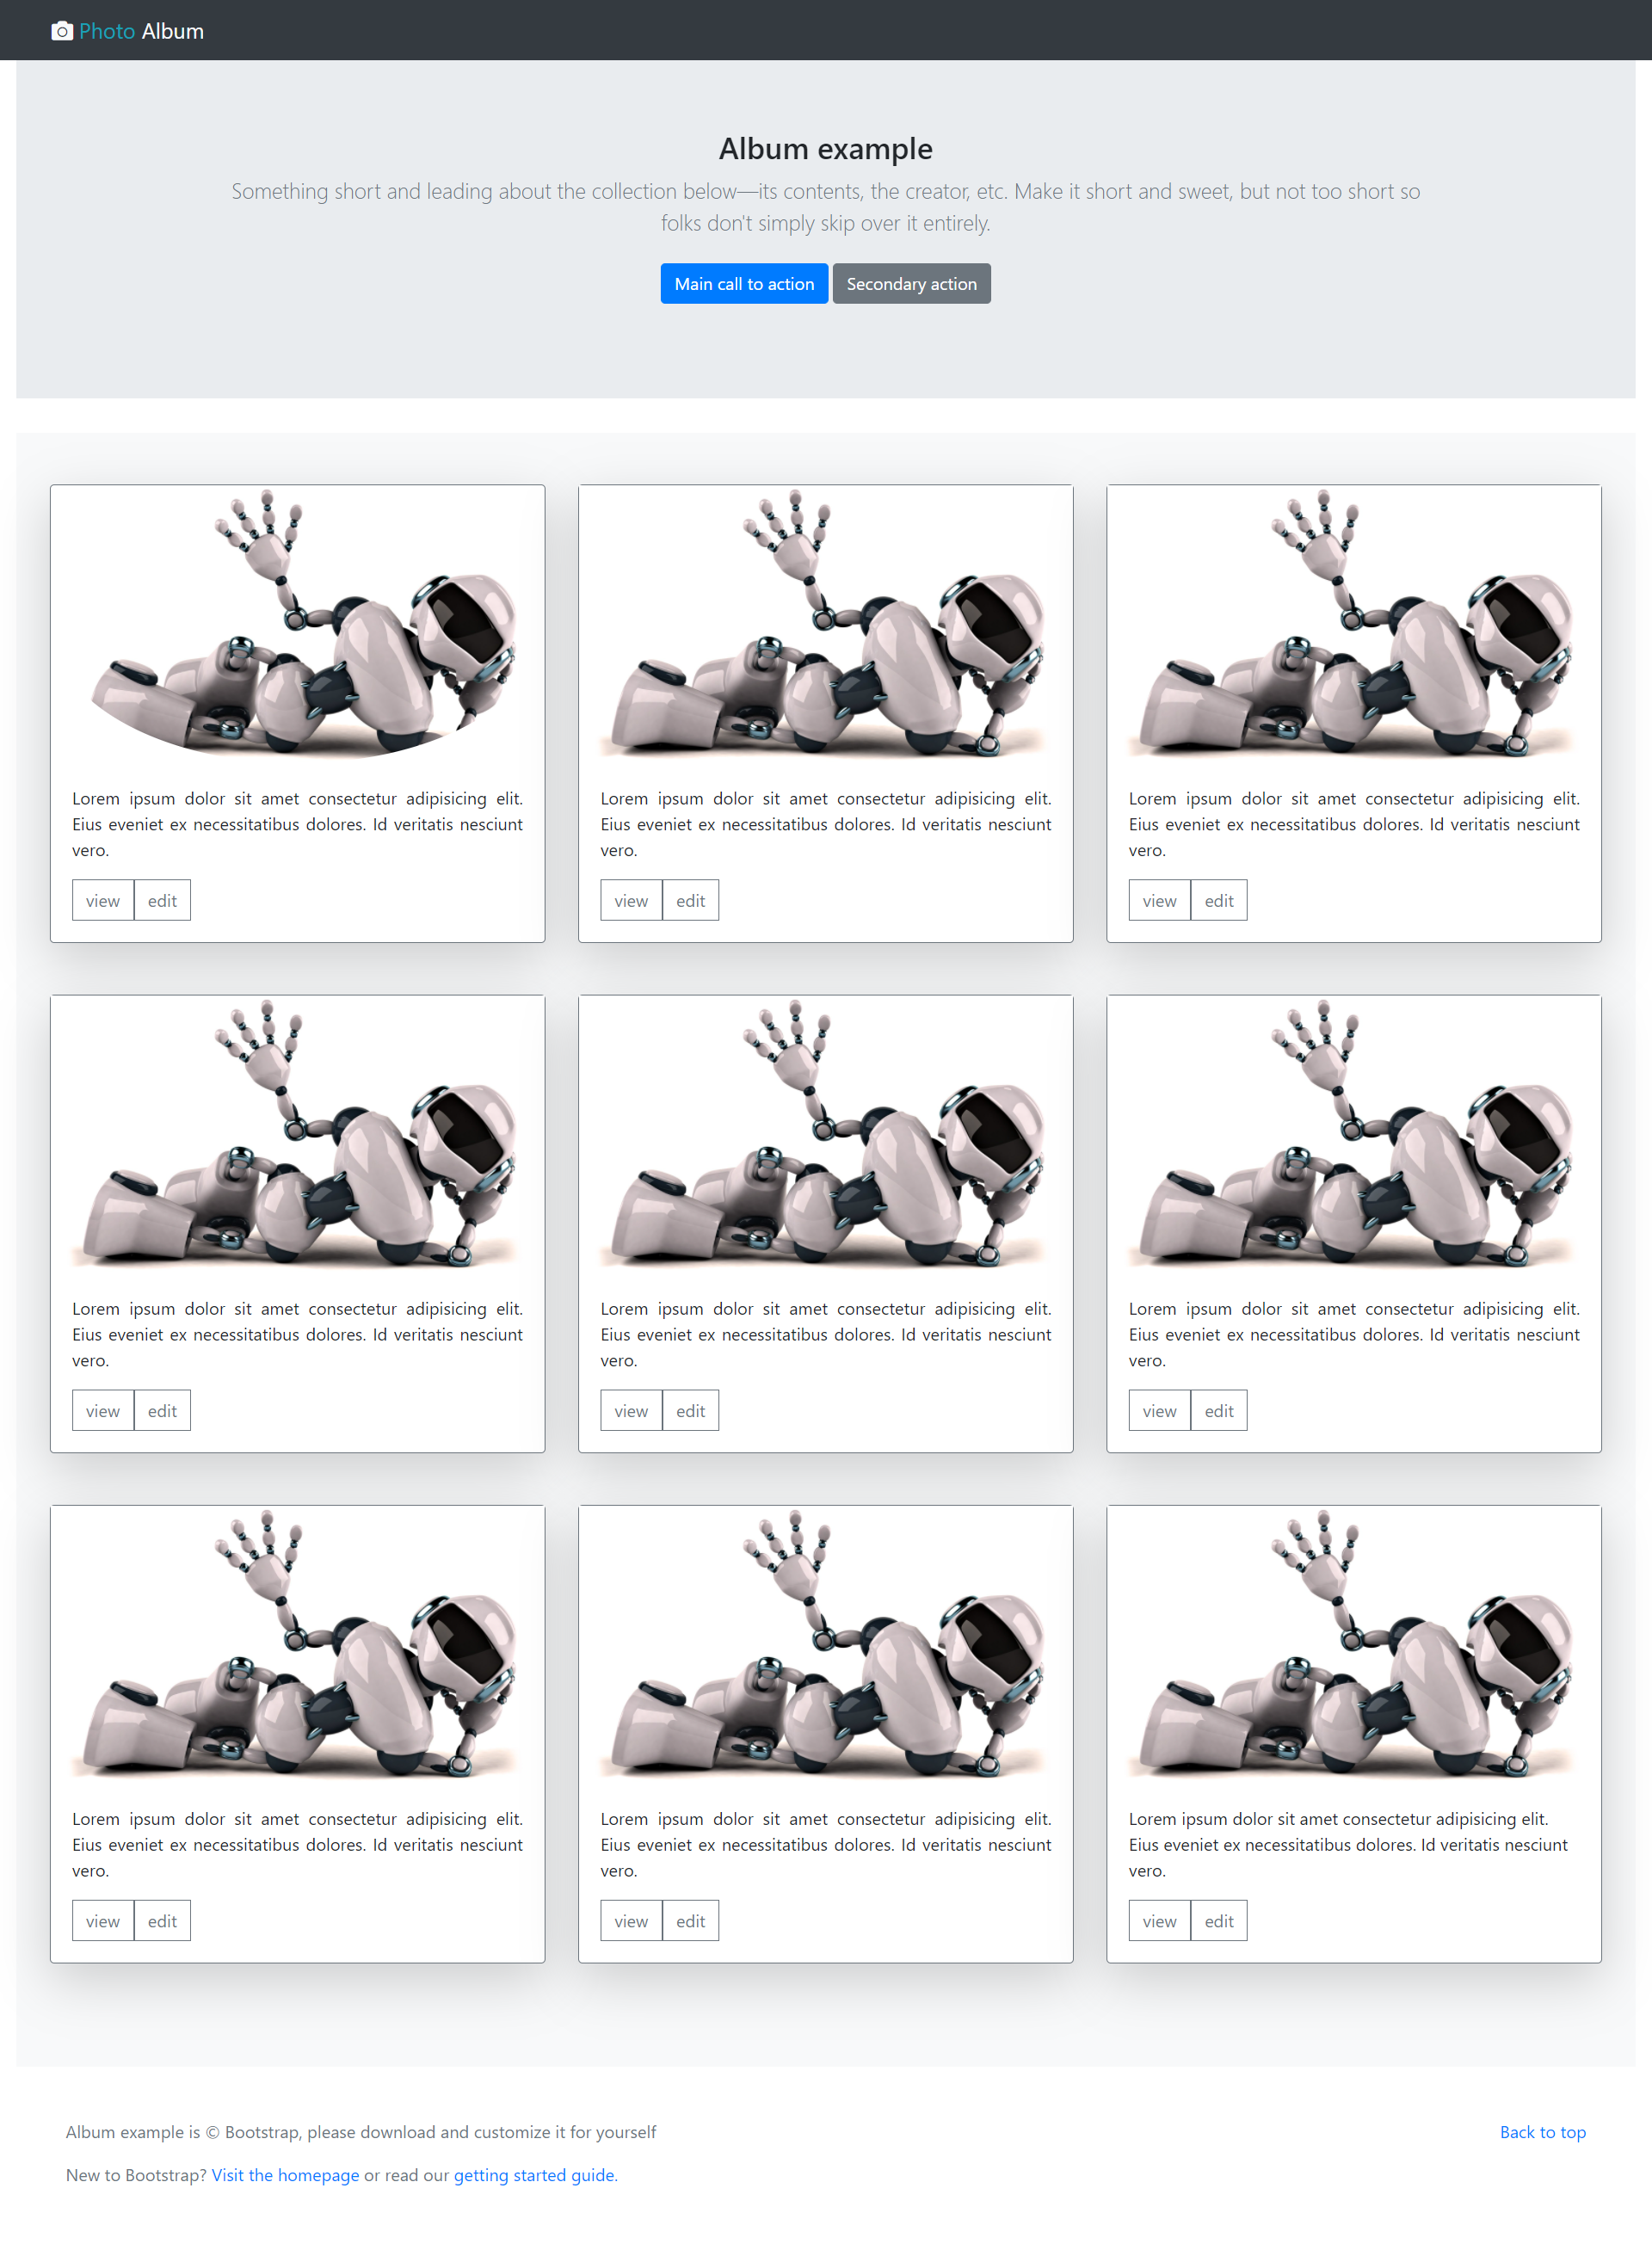 Photo Album
Album example
Something short and leading about the collection below—its contents, the creator, etc. Make it short and sweet, but not too short so
folks don't simply skip over it entirely.
Main call to action Secondary action
Lorem ipsum dolor sit amet consectetur adipisicing elit.
Eius eveniet ex necessitatibus dolores. Id veritatis nesciunt
vero.
view edit
Lorem ipsum dolor sit amet consectetur adipisicing elit.
Eius eveniet ex necessitatibus dolores. Id veritatis nesciunt
vero.
view edit
Lorem ipsum dolor sit amet consectetur adipisicing elit.
Eius eveniet ex necessitatibus dolores. Id veritatis nesciunt
vero.
view edit
Lorem ipsum dolor sit amet consectetur adipisicing elit.
Eius eveniet ex necessitatibus dolores. Id veritatis nesciunt
vero.
view edit
Lorem ipsum dolor sit amet consectetur adipisicing elit.
Eius eveniet ex necessitatibus dolores. Id veritatis nesciunt
vero.
view edit
Lorem ipsum dolor sit amet consectetur adipisicing elit.
Eius eveniet ex necessitatibus dolores. Id veritatis nesciunt
vero.
view edit
Lorem ipsum dolor sit amet consectetur adipisicing elit.
Eius eveniet ex necessitatibus dolores. Id veritatis nesciunt
vero.
view edit
Lorem ipsum dolor sit amet consectetur adipisicing elit.
Eius eveniet ex necessitatibus dolores. Id veritatis nesciunt
vero.
view edit
Lorem ipsum dolor sit amet consectetur adipisicing elit.
Eius eveniet ex necessitatibus dolores. Id veritatis nesciunt
vero.
view edit
Album example is © Bootstrap, please download and customize it for yourself
Back to top
New to Bootstrap? Visit the homepage or read our getting started guide.